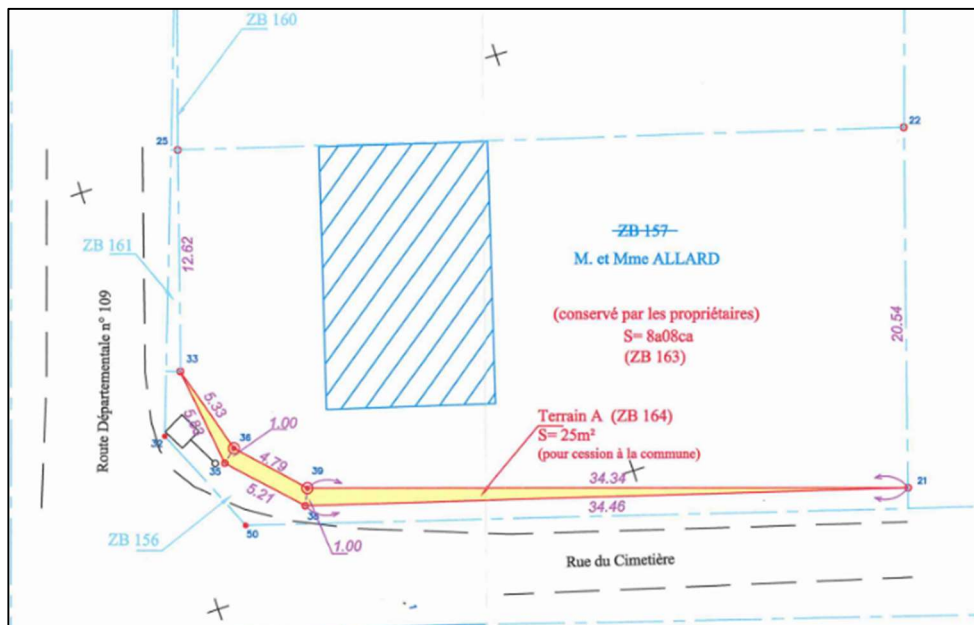 ZB 160
22
25
ZB 157
M. et Mme ALLARD
ZB 161
12.62
(conservé par les propriétaires)
S= 8a08ca
(ZB 163)
20.54
Route Départementale n° 109
33
5.33
5.83
1.00
Terrain A (ZB 164)
S= 25m²
(pour cession à la commune)
32
36
35
4.79
39
34.34
21
5.21
38
34.46
50
ZB 156
1.00
Rue du Cimetière